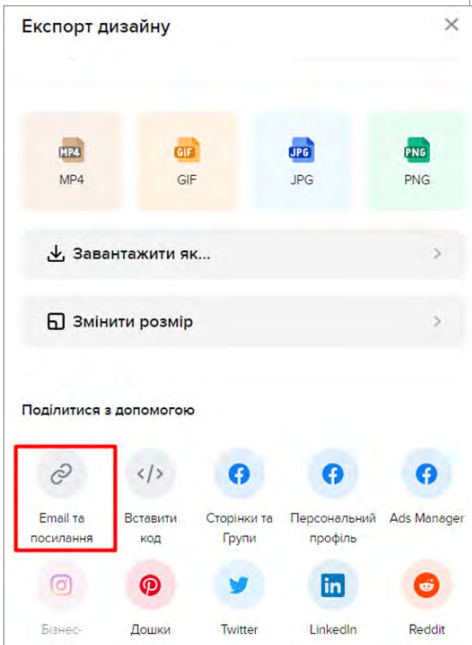 Експорт дизайну
MP4 GIF JPG PNG
MP4 GIF JPG PNG
Завантажити як...
Змінити розмір
Поділитися з допомогою
</>
Email та Вставити Сторінки та Персональний Ads Manager
посилання код Групи профіль
in
Бізнес- Дошки Twitter LinkedIn Reddit